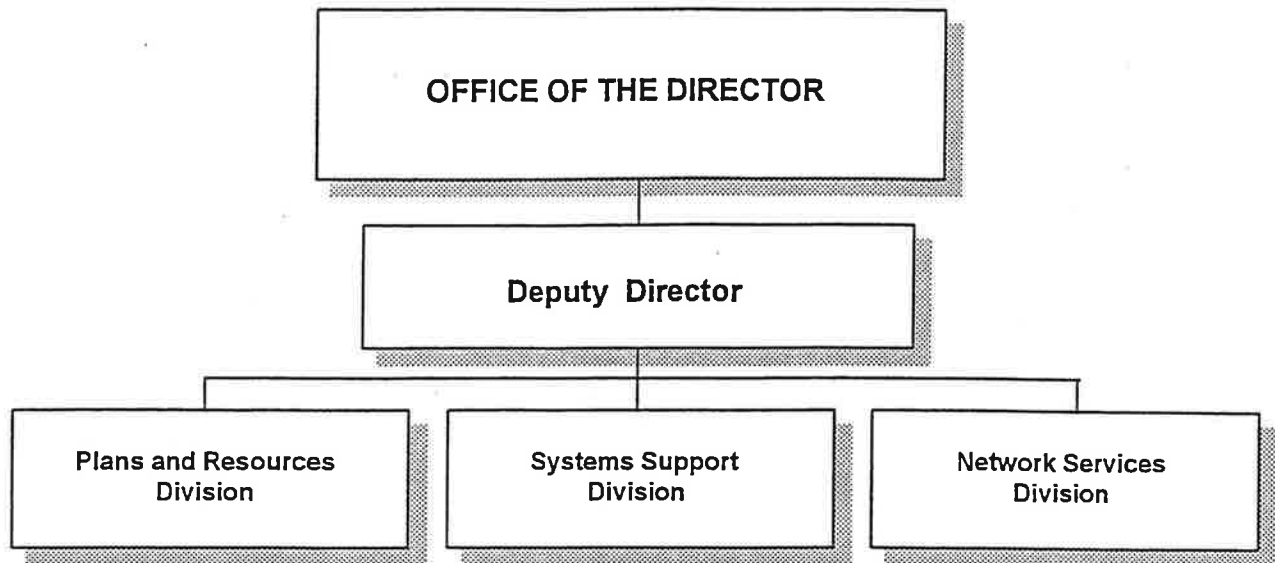 OFFICE OF THE DIRECTOR
Deputy Director
Plans and Resources
Division
Systems Support
Division
Network Services
Division